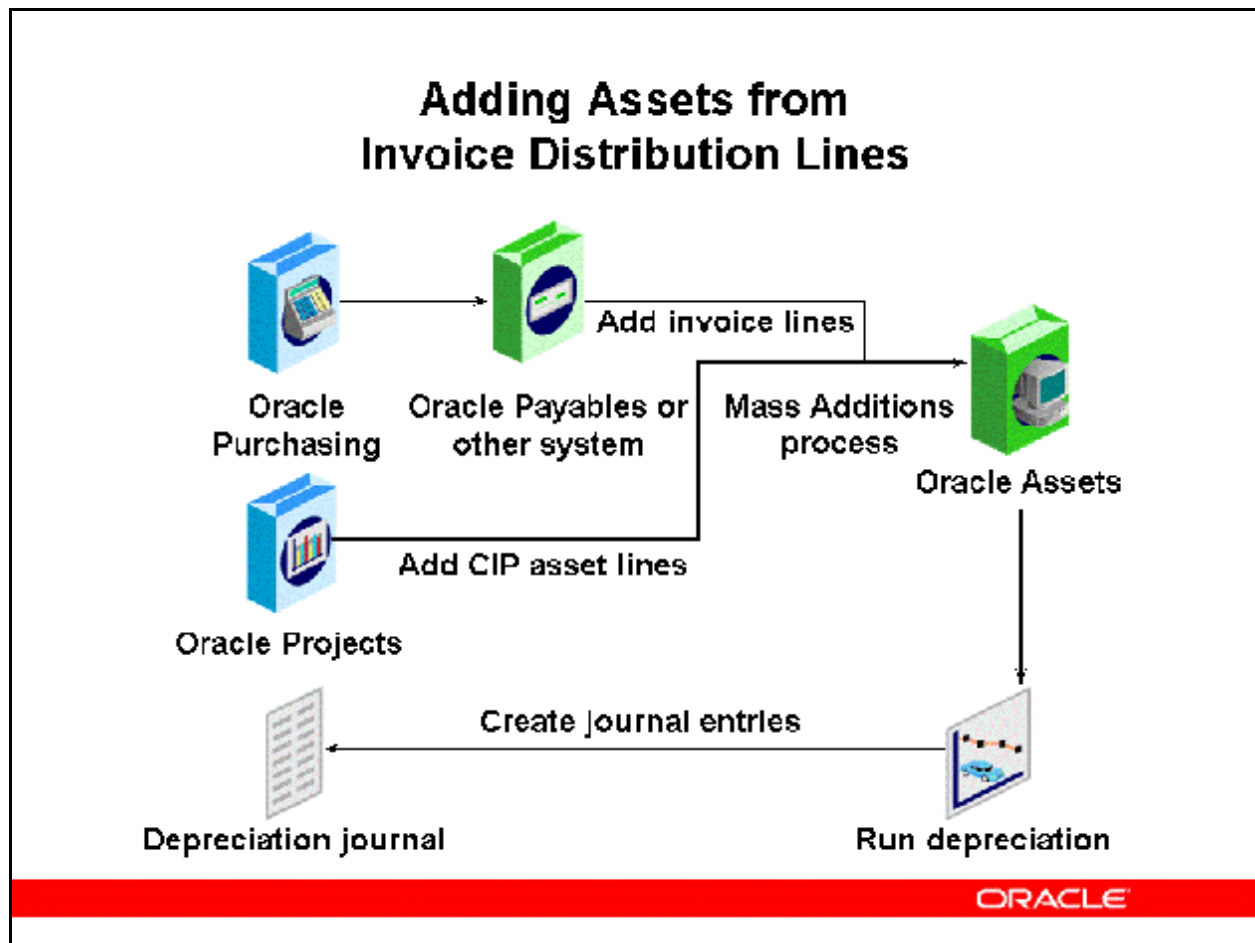 Adding Assets from
Invoice Distribution Lines
Add invoice lines
Oracle
Purchasing
Oracle Payables or
other system
Mass Additions
process
Oracle Assets
Add CIP asset lines
Oracle Projects
Create journal entries
Depreciation journal
Run depreciation
ORACLE